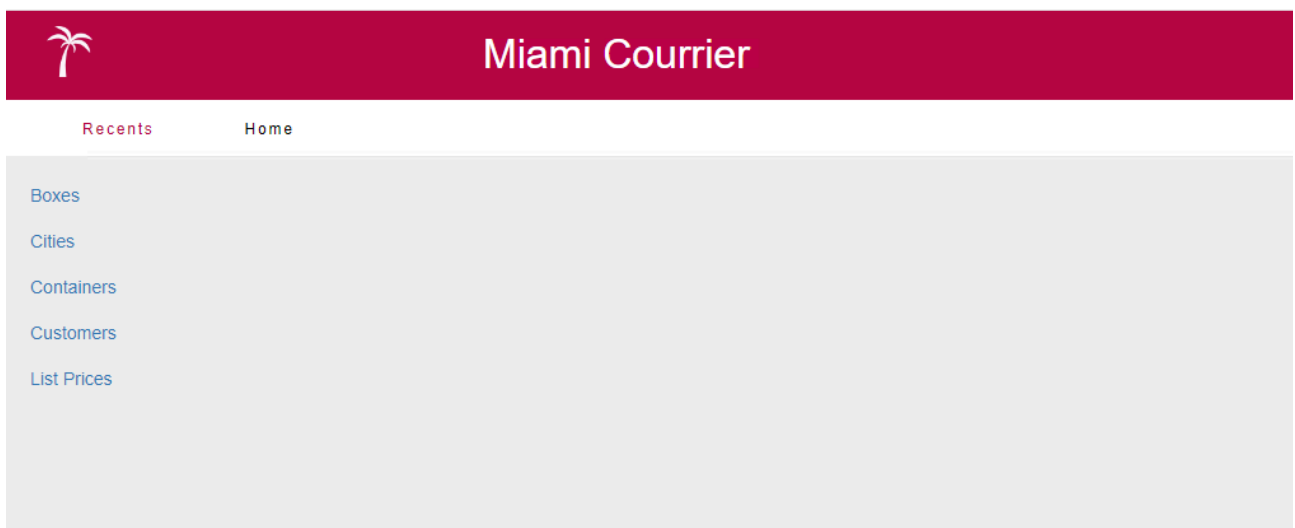 Miami Courrier
Recents Home
Boxes
Cities
Containers
Customers
List Prices